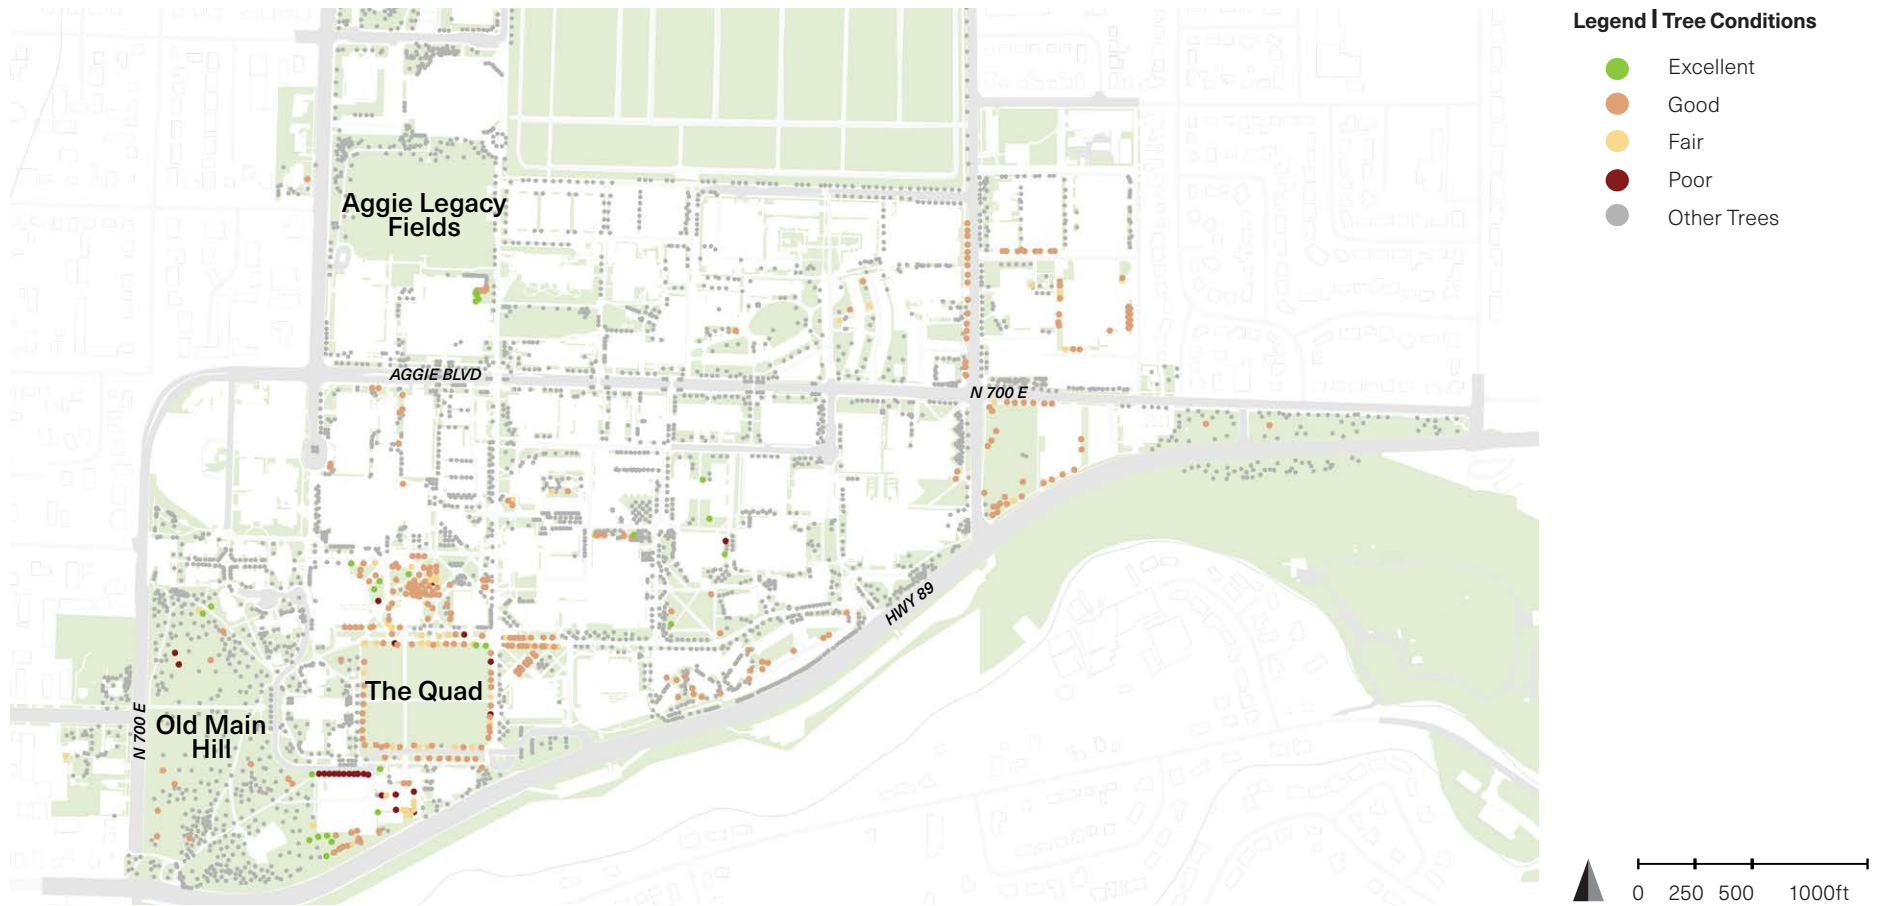 Legend | Tree Conditions
Excellent
Good
Fair
Poor
Other Trees
Aggie Legacy
Fields
AGGIE BLVD
N 700 E
HWY 89
The Quad
Old Main
Hill
N 700 E
0 250 500 1000ft